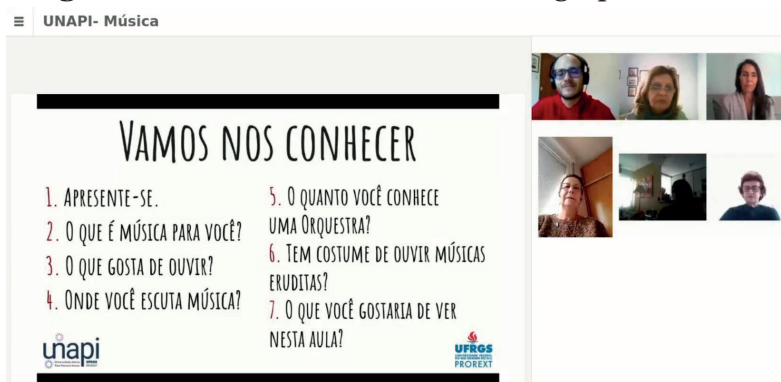 ≡ UNAPI- Música
VAMOS NOS CONHECER
1. APRESENTE-SE.
2. O QUE É MÚSICA PARA VOCÊ?
3. O QUE GOSTA DE OUVIR?
4. ONDE VOCÊ ESCUTA MÚSICA?
5. O QUANTO VOCÊ CONHECE
UMA ORQUESTRA?
6. TEM COSTUME DE OUVIR MÚSICAS
ERUDITAS?
7. O QUE VOCÊ GOSTARIA DE VER
NESTA AULA?
unapi
UFRGS
PROREXT